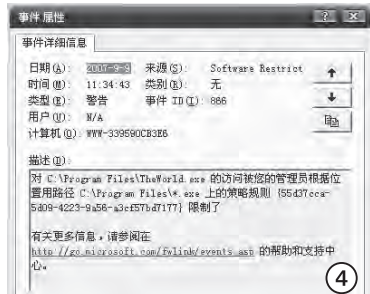 事件 属性
事件详细信息
日期(A): 2007-9-9 来源(S): Software Restrict
时间(M): 11:34:43 类别(R): 无
类型(E): 警告 事件 ID(I): 866
用户(U): N/A
计算机(O): WWW-339590CB3E6
描述(D):
对 C:\Program Files\TheWorld.exe 的访问被您的管理员根据位
置用路径 C:\Program Files\*.exe 上的策略规则 {55d37cca-
5d09-4223-9a56-a3cf57bd7177} 限制了
有关更多信息，请参阅在
http://go.microsoft.com/fwlink/events.asp 的帮助和支持中
心。
④